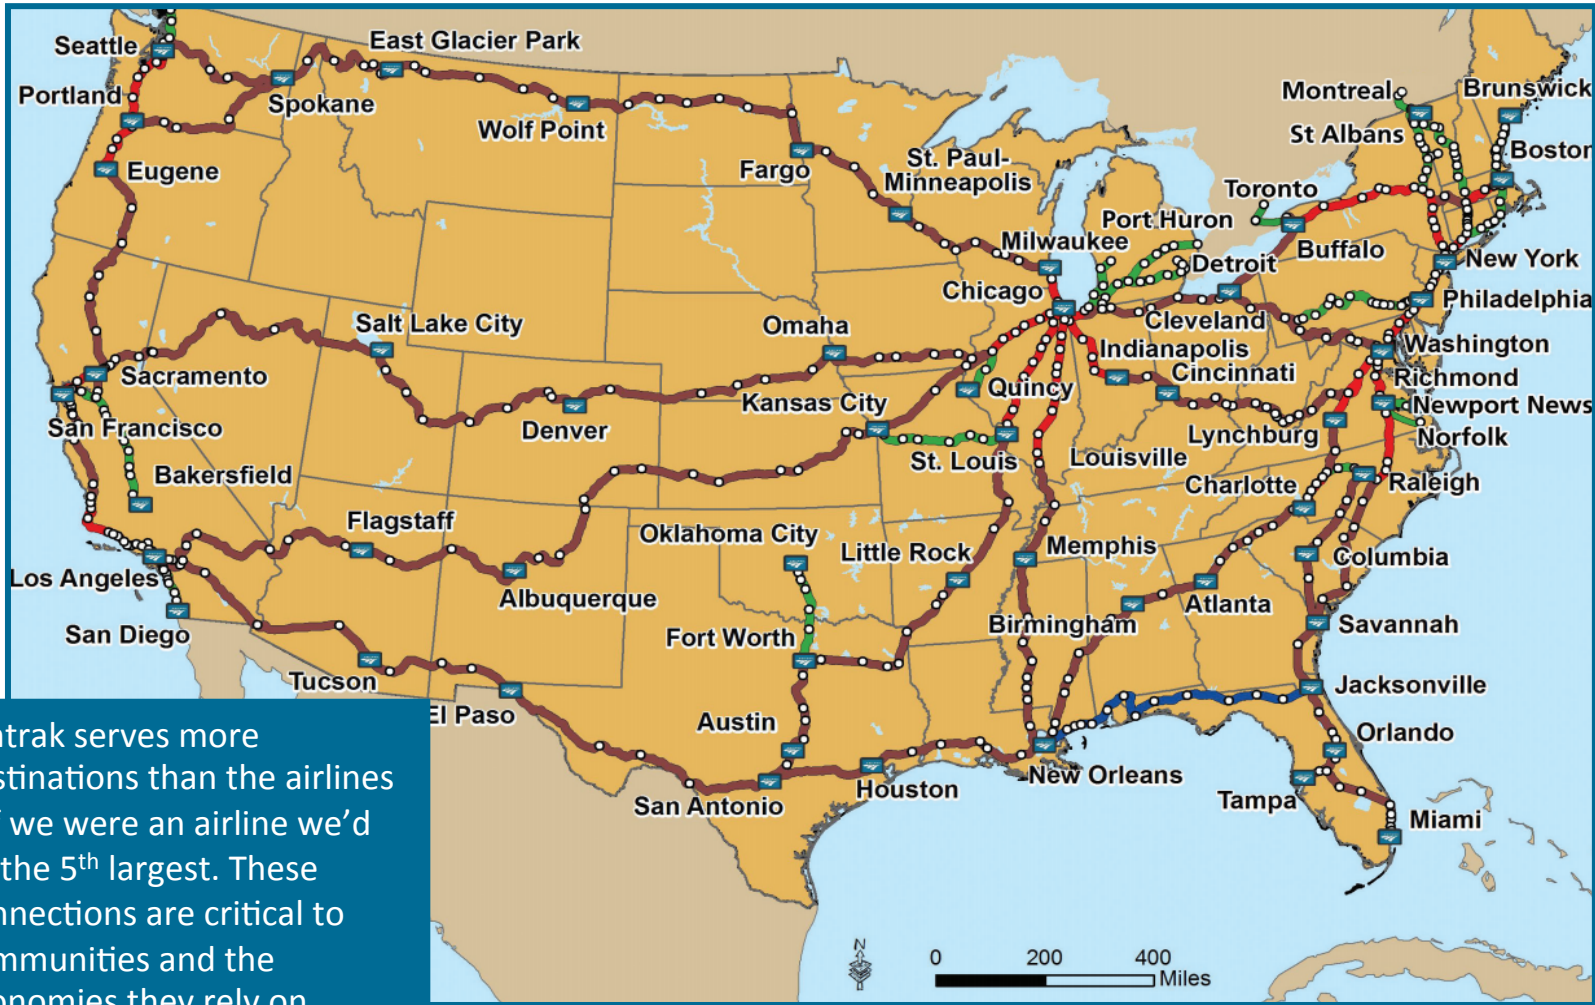 Seattle
East Glacier Park
Portland
Spokane
Wolf Point
Fargo
St. Paul-
Minneapolis
Eugene
Montreal
Brunswick
St Albans
Boston
Toronto
Port Huron
Milwaukee
Detroit
Buffalo
New York
Chicago
Philadelphia
Cleveland
Salt Lake City
Omaha
Indianapolis
Washington
Sacramento
Cincinnati
Richmond
Quincy
Kansas City
Newport News
San Francisco
Denver
Lynchburg
Norfolk
St. Louis
Louisville
Bakersfield
Charlotte
Raleigh
Flagstaff
Oklahoma City
Little Rock
Memphis
Columbia
Los Angeles
Albuquerque
Atlanta
San Diego
Fort Worth
Birmingham
Savannah
Tucson
Jacksonville
El Paso
Austin
Orlando
New Orleans
San Antonio
Houston
Tampa
Miami
serves more
than the airlines
we were an airline we’d
the 5th largest. These
are critical to
and the
they rely on
N
0 200 400
Miles